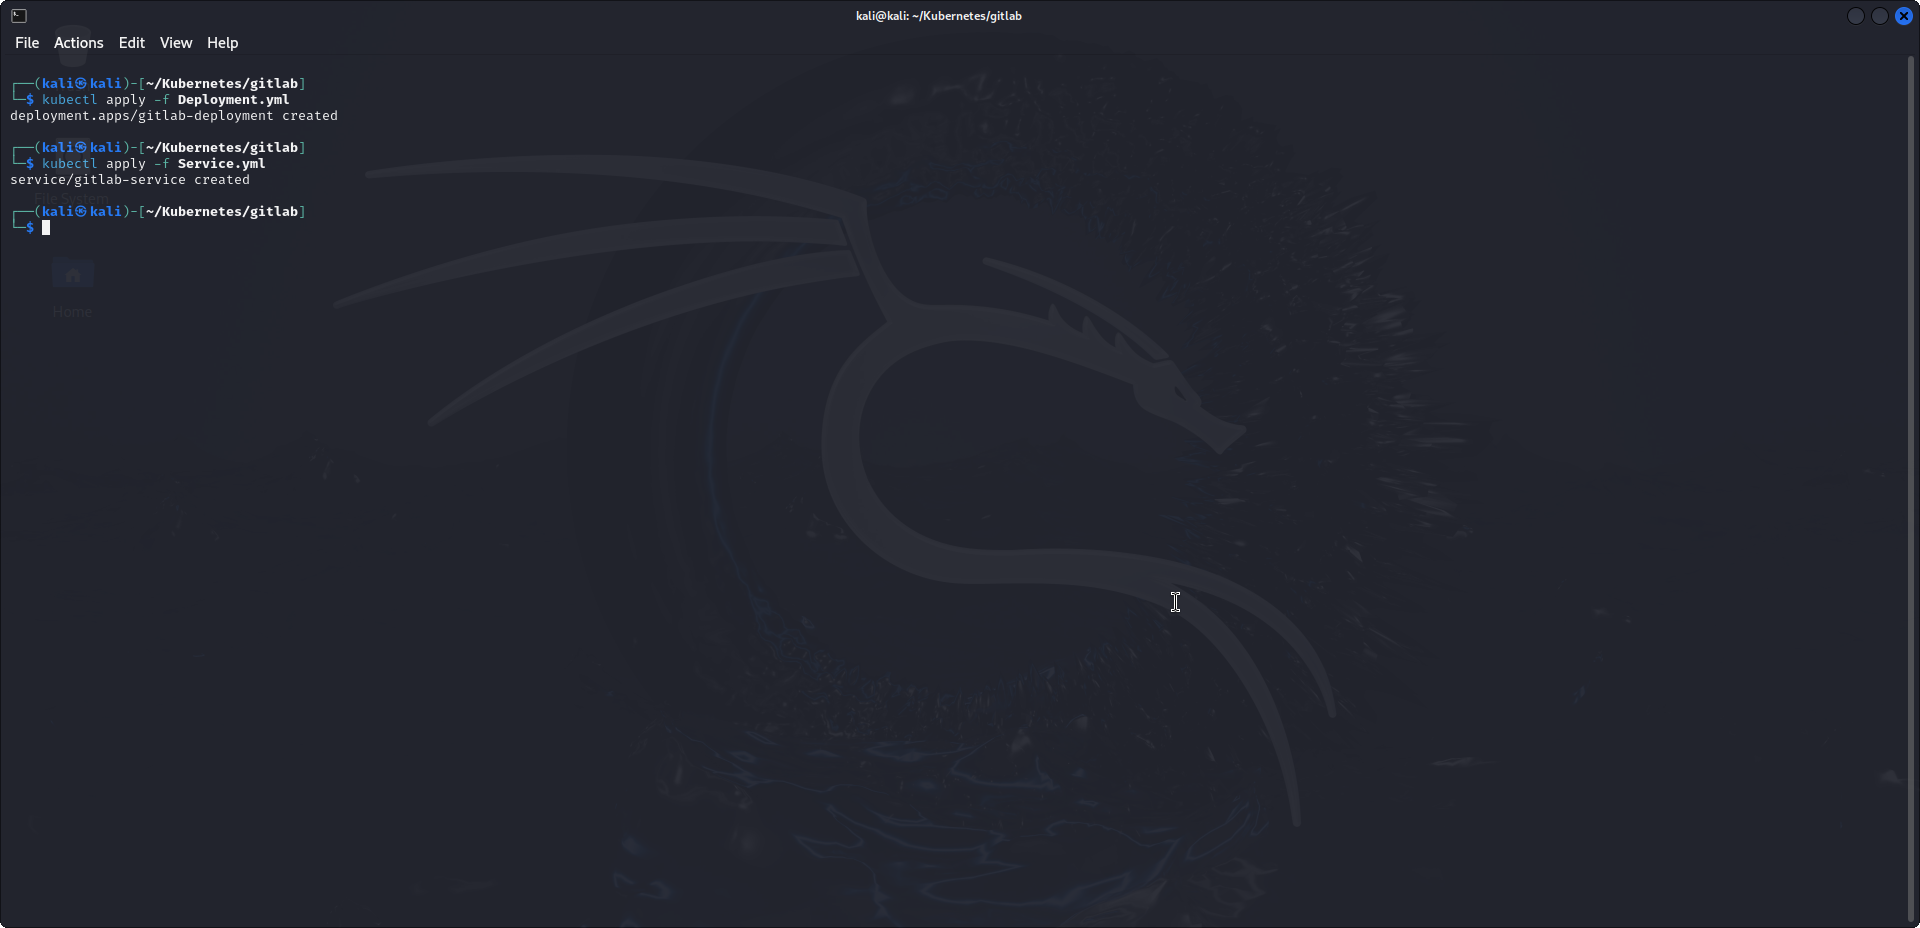 kali@kali: ~/Kubernetes/gitlab
File Actions Edit View Help
┌──(kali㉿kali)-[~/Kubernetes/gitlab]
└─$ kubectl apply -f Deployment.yml
deployment.apps/gitlab-deployment created
┌──(kali㉿kali)-[~/Kubernetes/gitlab]
└─$ kubectl apply -f Service.yml
service/gitlab-service created
File System
┌──(kali㉿kali)-[~/Kubernetes/gitlab]
└─$
Home